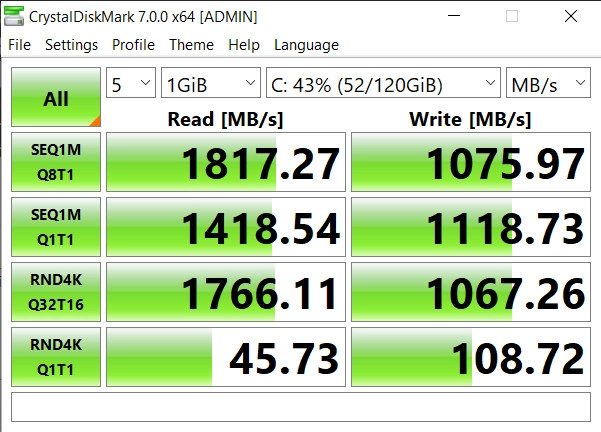 CrystalDiskMark 7.0.0 x64 [ADMIN]
File Settings Profile Theme Help Language
All 5 1GiB C: 43% (52/120GiB) MB/s
Read [MB/s] Write [MB/s]
SEQ1M
Q8T1
1817.27 1075.97
SEQ1M
Q1T1
1418.54 1118.73
RND4K
Q32T16
1766.11 1067.26
RND4K
Q1T1
45.73 108.72